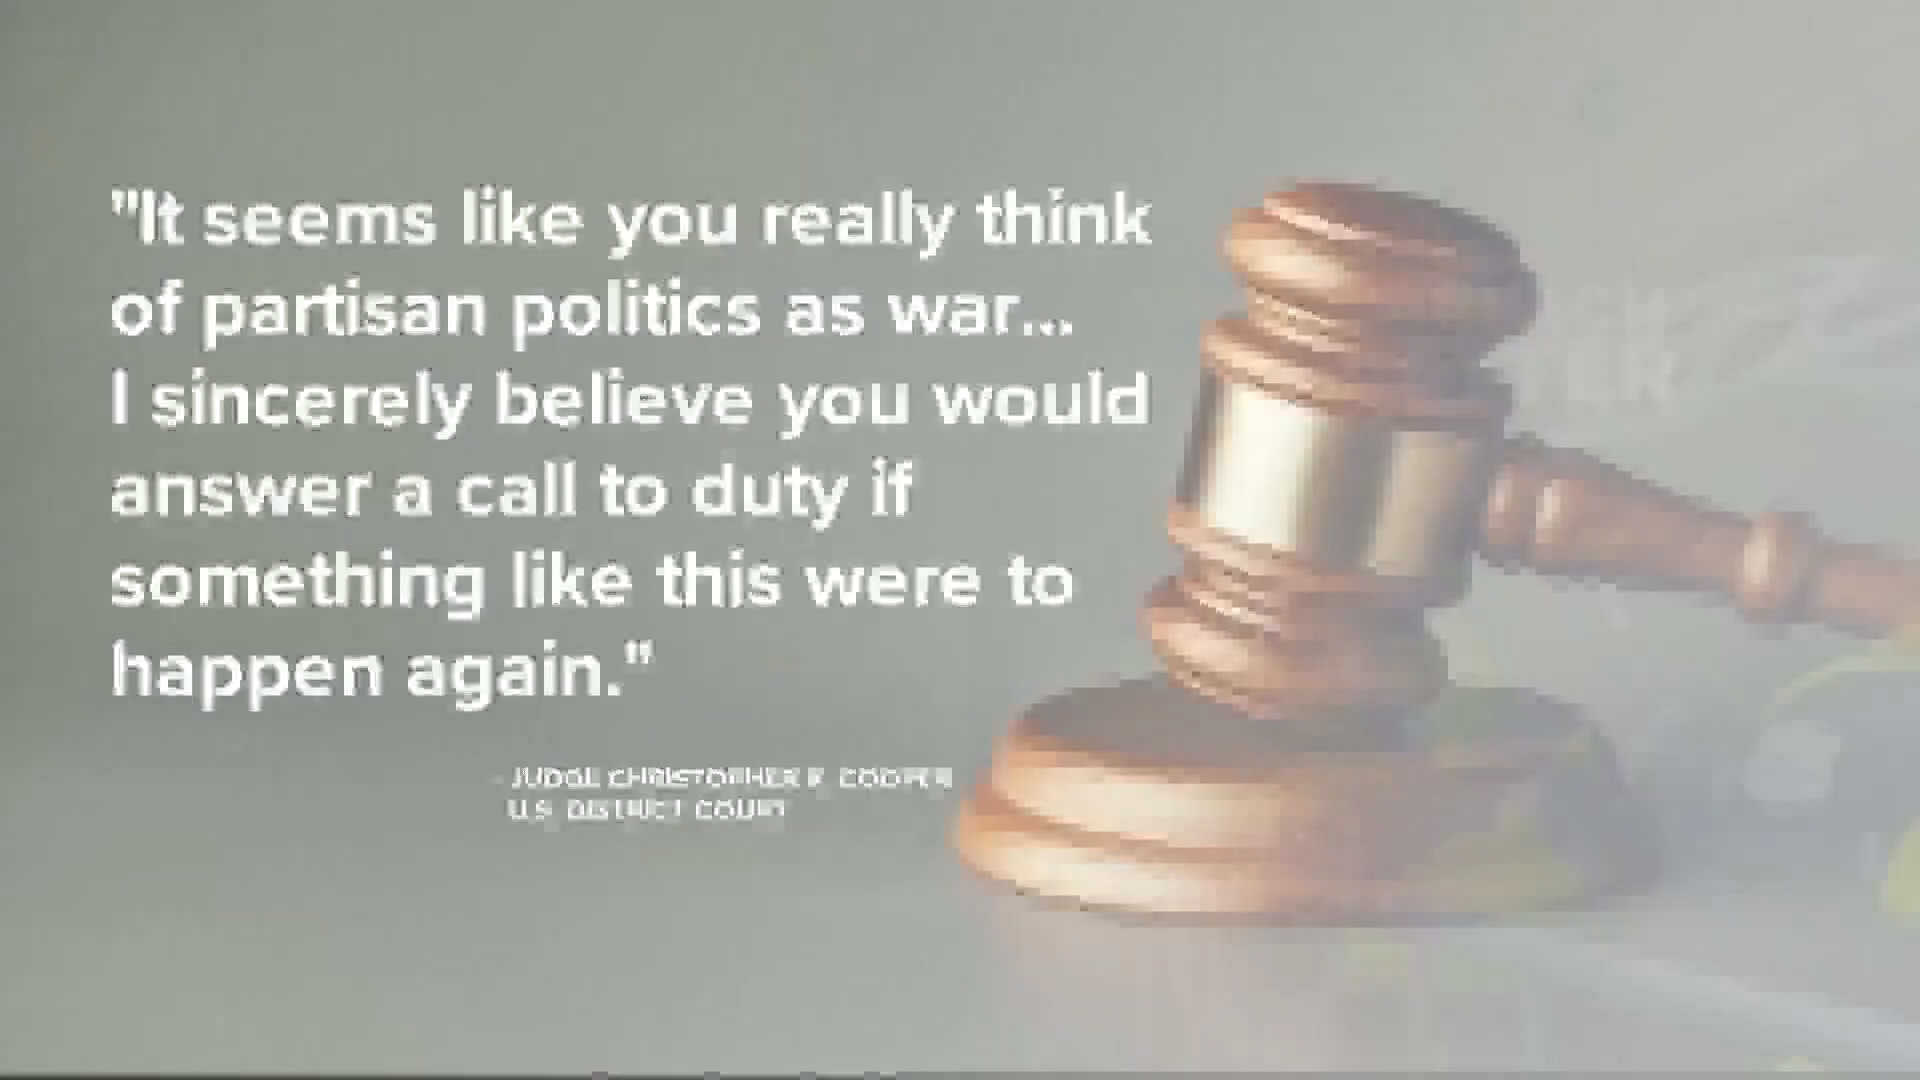 "It seems like you really think
of partisan politics as war...
I sincerely believe you would
answer a call to duty if
something like this were to
happen again."
- JUDGE CHRISTOPHER R. COOPER
U.S. DISTRICT COURT